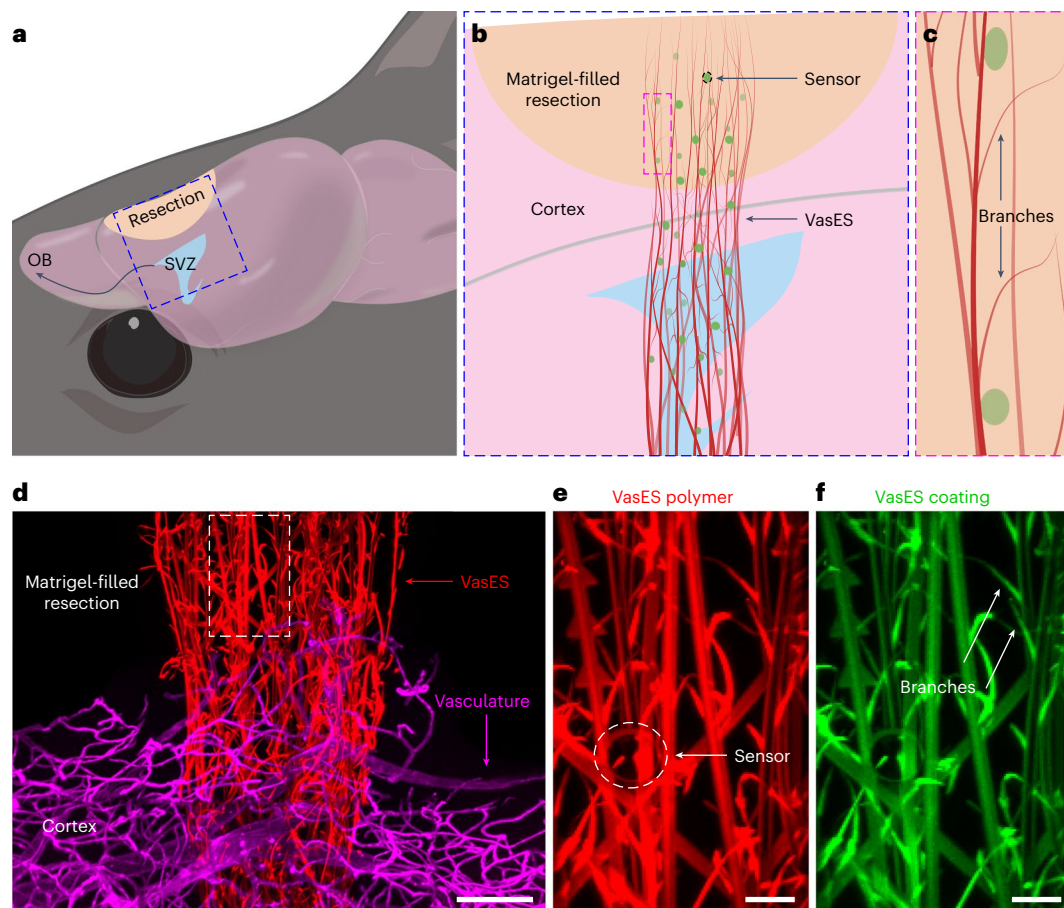 a
Resection
OB
SVZ
b
Matrigel-filled
resection
Sensor
Cortex
VasES
c
Branches
d
Matrigel-filled
resection
VasES
Vasculature
Cortex
e
VasES polymer
Sensor
f
VasES coating
Branches